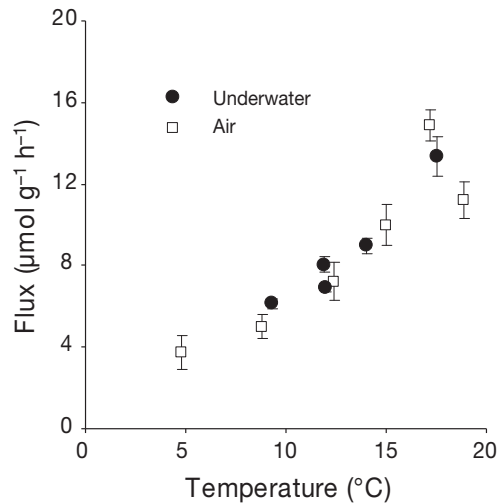 20
16
12
8
4
0
Flux (µmol g⁻¹ h⁻¹)
Underwater
Air
0 5 10 15 20
Temperature (°C)